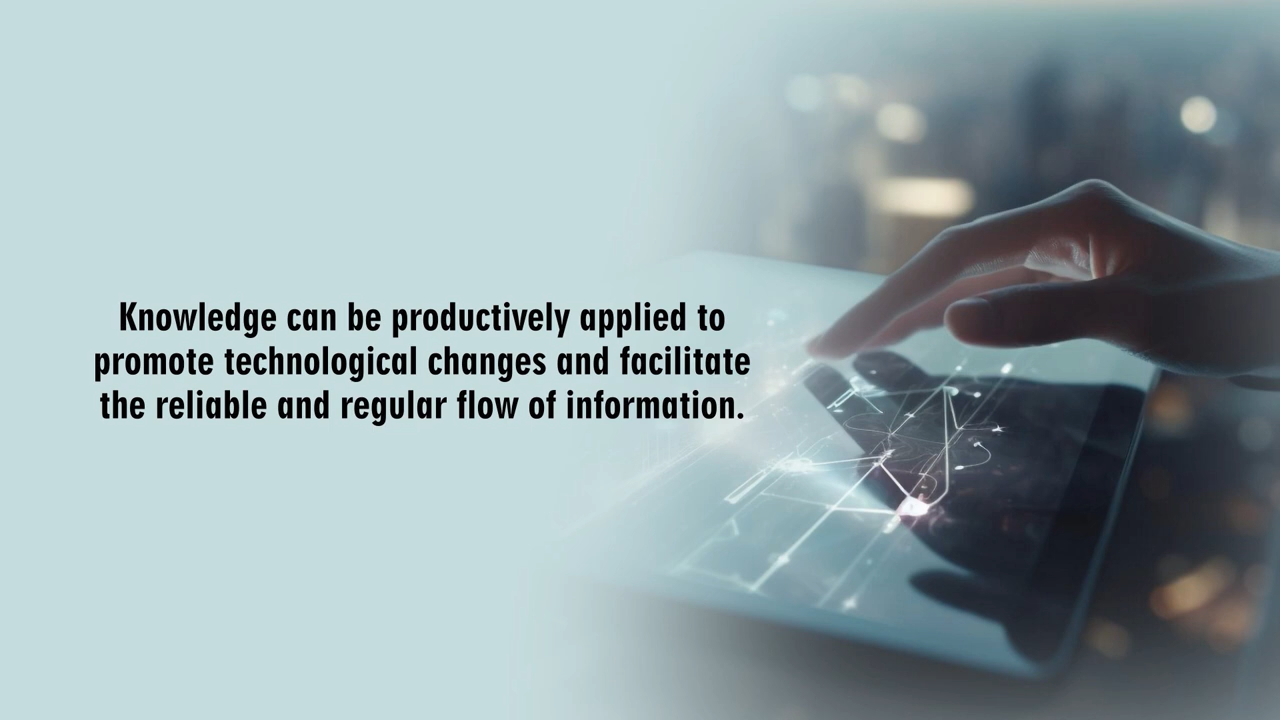 Knowledge can be productively applied to
promote technological changes and facilitate
the reliable and regular flow of information.